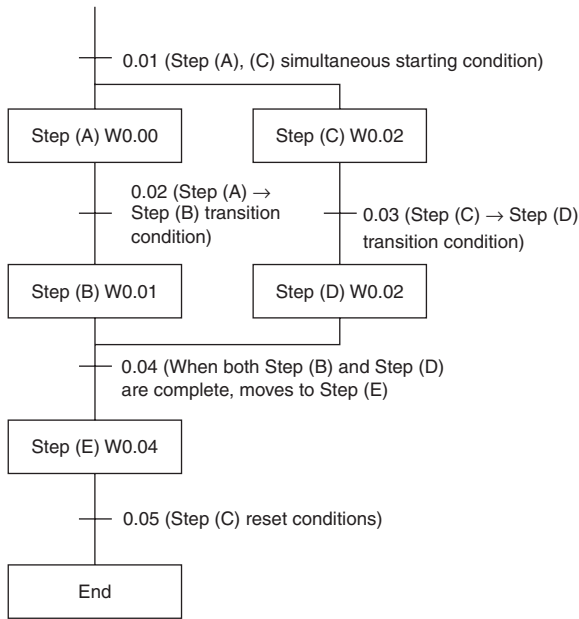 0.01 (Step (A), (C) simultaneous starting condition)
Step (A) W0.00
Step (C) W0.02
0.02 (Step (A) →
Step (B) transition
condition)
0.03 (Step (C) → Step (D)
transition condition)
Step (B) W0.01
Step (D) W0.02
0.04 (When both Step (B) and Step (D)
are complete, moves to Step (E)
Step (E) W0.04
0.05 (Step (C) reset conditions)
End